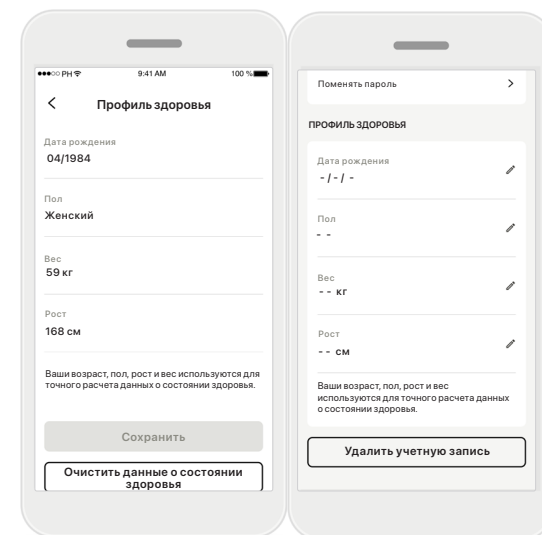 ●●●○○ PH 9:41 AM 100 %
Профиль здоровья
Дата рождения
04/1984
Пол
Женский
Вес
59 кг
Рост
168 см
Ваши возраст, пол, рост и вес используются для
точного расчета данных о состоянии здоровья.
Сохранить
Очистить данные о состоянии
здоровья
Поменять пароль
ПРОФИЛЬ ЗДОРОВЬЯ
Дата рождения
- / - / -
Пол
- -
Вес
- - кг
Рост
- - см
Ваши возраст, пол, рост и вес
используются для точного расчета данных
о состоянии здоровья.
Удалить учетную запись